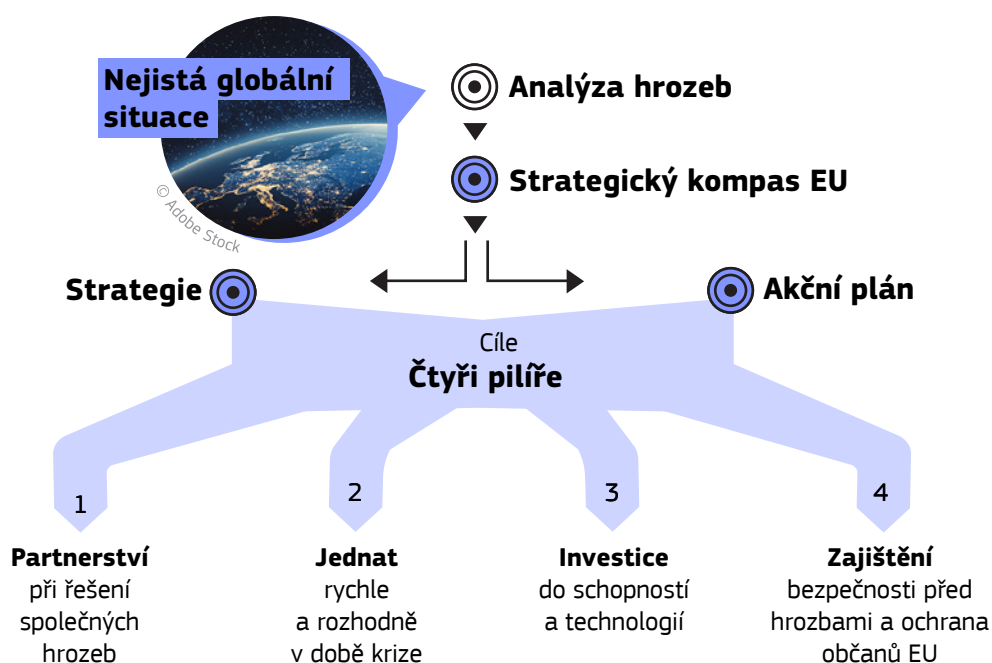 Nejistá globální
situace
© Adobe Stock
Analýza hrozeb
Strategický kompas EU
Strategie
Akční plán
Cíle
Čtyři pilíře
1
Partnerství
při řešení
společných
hrozeb
2
Jednat
rychle
a rozhodně
v době krize
3
Investice
do schopností
a technologií
4
Zajištění
bezpečnosti před
hrozbami a ochrana
občanů EU